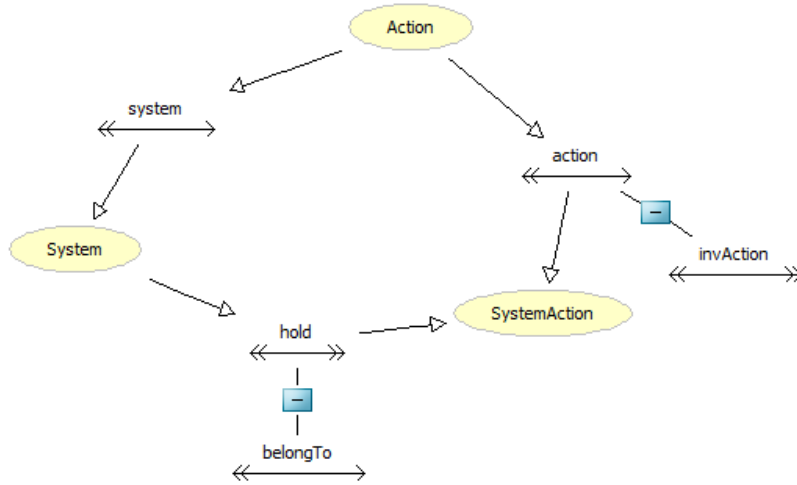 Action
system
action
System
invAction
SystemAction
hold
belongTo